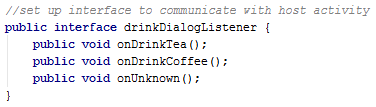 //set up interface to communicate with host activity
public interface drinkDialogListener {
    public void onDrinkTea();
    public void onDrinkCoffee();
    public void onUnknown();
}